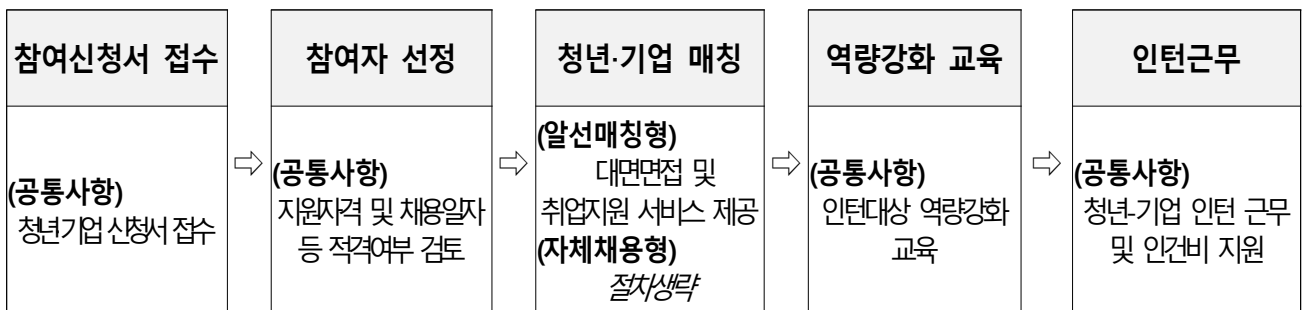 참여신청서 접수
(공통사항)
청년기업 신청서 접수
⇨
참여자 선정
(공통사항)
지원자격 및 채용일자
등 적격여부 검토
⇨
청년·기업 매칭
(알선매칭형)
대면면접 및
취업지원 서비스 제공
(자체채용형)
절차생략
⇨
역량강화 교육
(공통사항)
인턴대상 역량강화
교육
⇨
인턴근무
(공통사항)
청년-기업 인턴 근무
및 인건비 지원